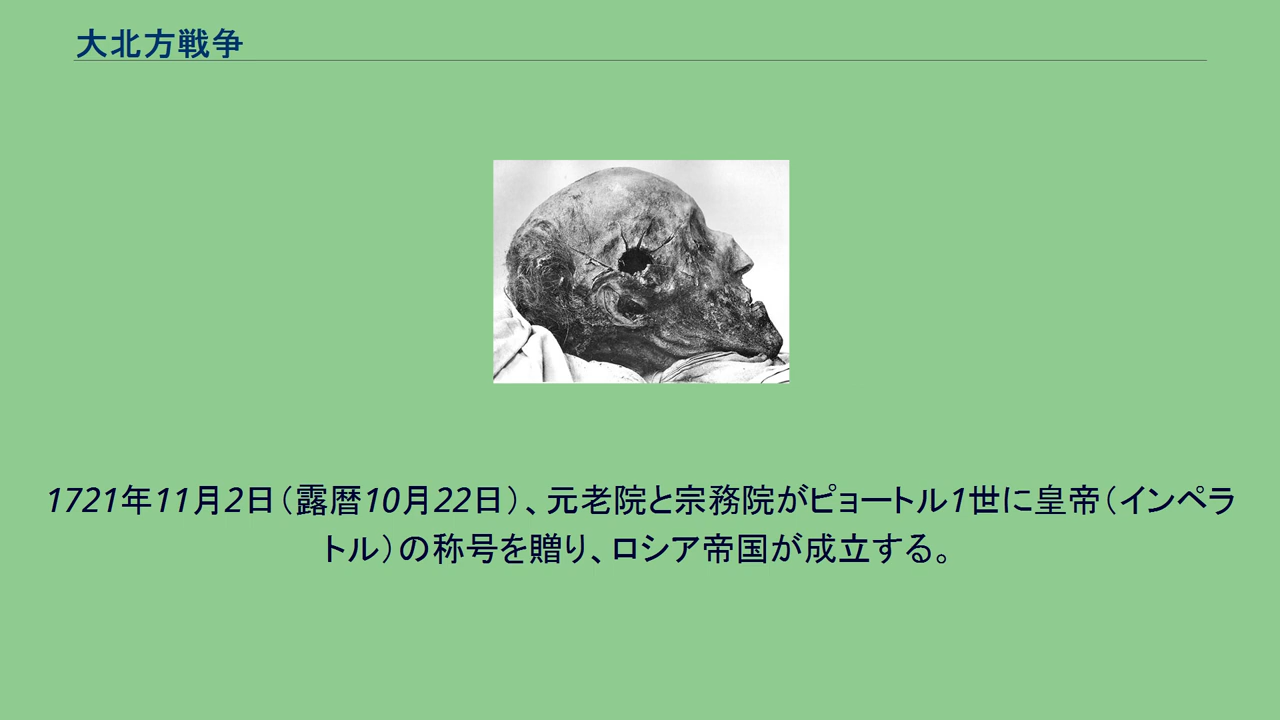 大北方戦争
1721年11月2日（露暦10月22日）、元老院と宗務院がピョートル1世に皇帝（インペラ
トル）の称号を贈り、ロシア帝国が成立する。